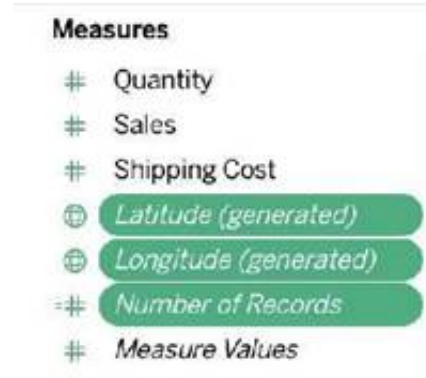 Measures
Quantity
Sales
Shipping Cost
Latitude (generated)
Longitude (generated)
Number of Records
Measure Values